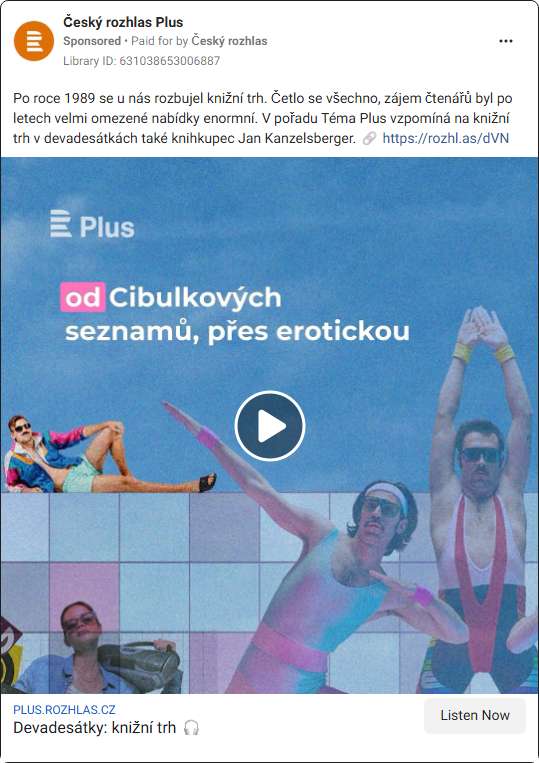 Český rozhlas Plus
Sponsored • Paid for by Český rozhlas
Library ID: 631038653006887
Po roce 1989 se u nás rozbujel knižní trh. Četlo se všechno, zájem čtenářů byl po
letech velmi omezené nabídky enormní. V pořadu Téma Plus vzpomíná na knižní
trh v devadesátkách také knihkupec Jan Kanzelsberger. 🔗 https://rozhl.as/dVN
Plus
od Cibulkových
seznamů, přes erotickou
PLUS.ROZHLAS.CZ
Devadesátky: knižní trh 🎧
Listen Now